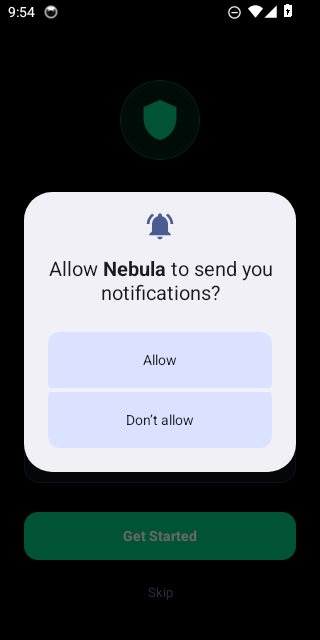 9:54
Allow Nebula to send you
notifications?
Allow
Don't allow
Get Started
Skip